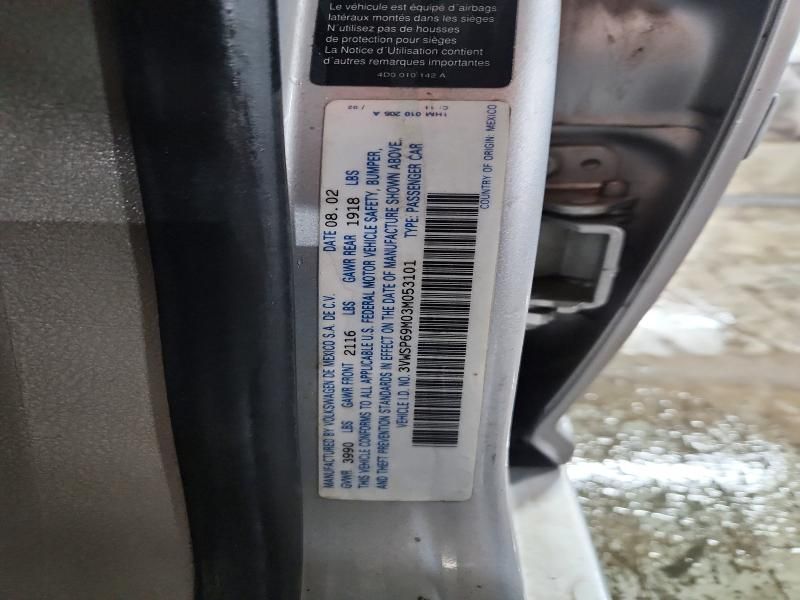 Le véhicule est équipé d'airbags
latéraux montés dans les sièges
N'utilisez pas de housses
de protection pour sièges
La Notice d'Utilisation contient
d'autres remarques importantes
4D0 010 142 A
1HM 010 205 A
MANUFACTURED BY VOLKSWAGEN DE MEXICO S.A. DE C.V. DATE 08.02
GVWR 3990 LBS GAWR FRONT 2116 LBS GAWR REAR 1918 LBS
THIS VEHICLE CONFORMS TO ALL APPLICABLE U.S. FEDERAL MOTOR VEHICLE SAFETY, BUMPER,
AND THEFT PREVENTION STANDARDS IN EFFECT ON THE DATE OF MANUFACTURE SHOWN ABOVE.
VEHICLE I.D. NO. 3VWSP69M03M053101 TYPE: PASSENGER CAR
COUNTRY OF ORIGIN: MEXICO